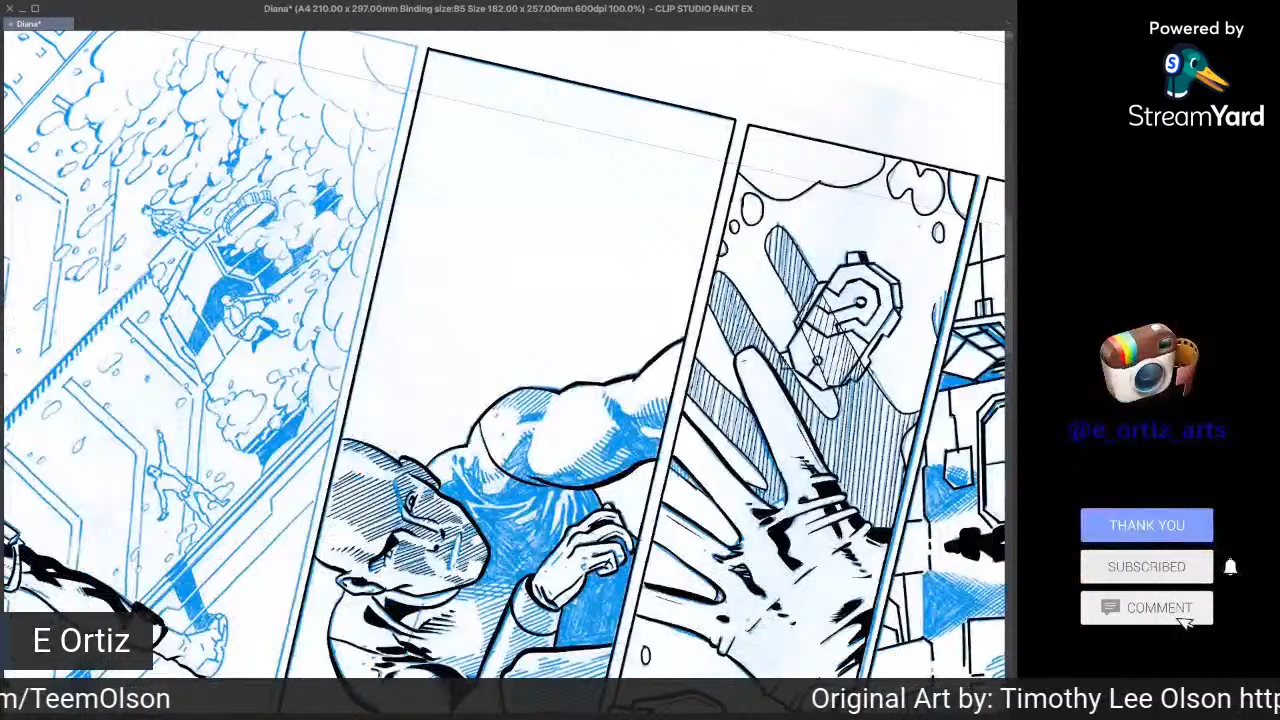 Diana* (A4 210.00 x 297.00mm Binding size:B5 Size 182.00 x 257.00mm 600dpi 100.0%) - CLIP STUDIO PAINT EX
Diana*
Powered by
S
StreamYard
@e_ortiz_arts
THANK YOU
SUBSCRIBED
COMMENT
E Ortiz
m/TeemOlson
Original Art by: Timothy Lee Olson http